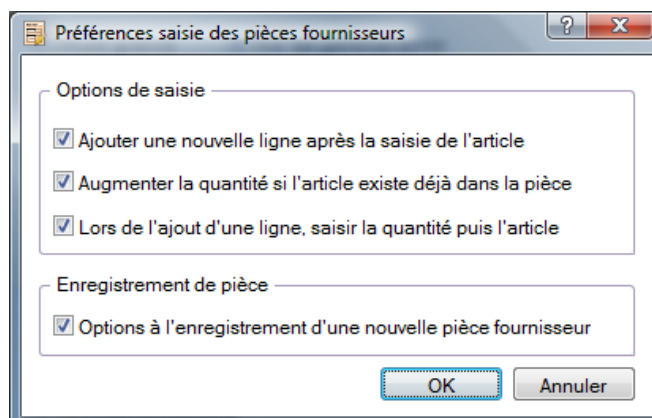 Préférences saisie des pièces fournisseurs
?
Options de saisie
Ajouter une nouvelle ligne après la saisie de l'article
Augmenter la quantité si l'article existe déjà dans la pièce
Lors de l'ajout d'une ligne, saisir la quantité puis l'article
Enregistrement de pièce
Options à l'enregistrement d'une nouvelle pièce fournisseur
OK Annuler